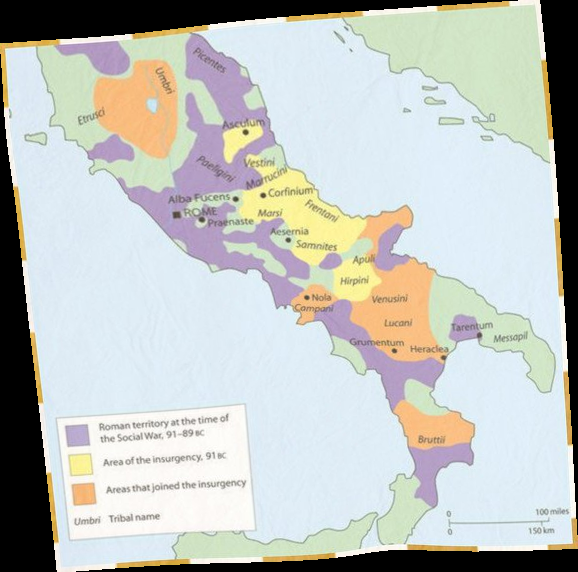 Picentes
Umbri
Etrusci
Asculum
Vestini
Paeligini
Marrucini
Alba Fucens
Corfinium
ROME
Marsi
Frentani
Praenaste
Aesernia
Samnites
Apuli
Hirpini
Nola
Venusini
Campani
Lucani
Tarentum
Messapil
Grumentum
Heraclea
Bruttii
Roman territory at the time of
the Social War, 91–89 BC
Area of the insurgency, 91 BC
Areas that joined the insurgency
Umbri Tribal name
0 100 miles
0 150 km